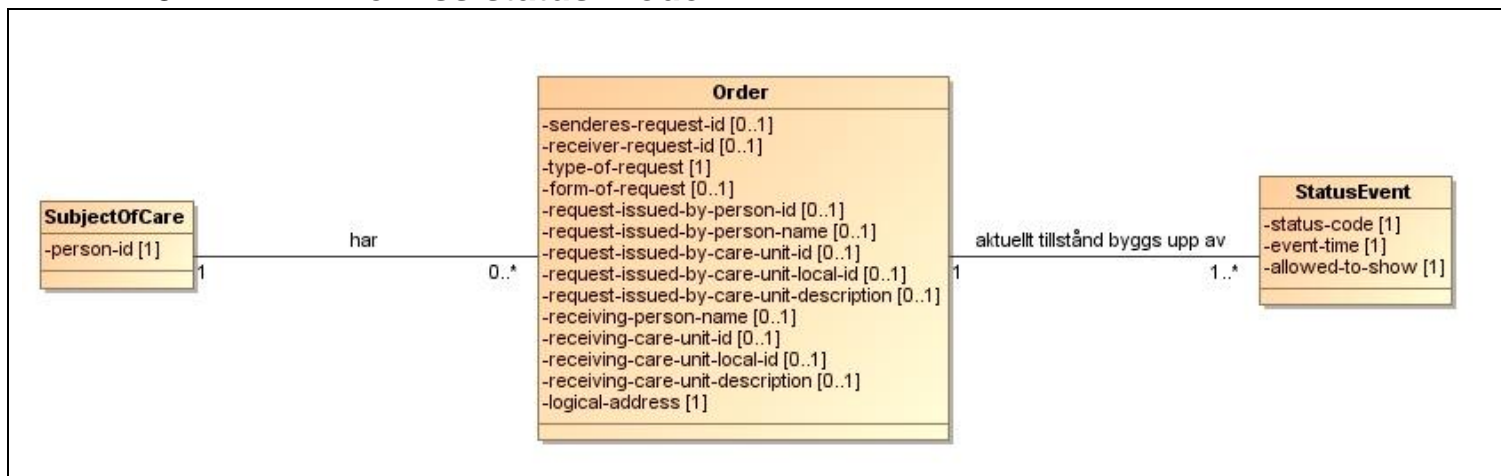 SubjectOfCare
-person-id [1]
har
1
0..*
Order
-senderes-request-id [0..1]
-receiver-request-id [0..1]
-type-of-request [1]
-form-of-request [0..1]
-request-issued-by-person-id [0..1]
-request-issued-by-person-name [0..1]
-request-issued-by-care-unit-id [0..1]
-request-issued-by-care-unit-local-id [0..1]
-request-issued-by-care-unit-description [0..1]
-receiving-person-name [0..1]
-receiving-care-unit-id [0..1]
-receiving-care-unit-local-id [0..1]
-receiving-care-unit-description [0..1]
-logical-address [1]
aktuellt tillstånd byggs upp av
1
1..*
StatusEvent
-status-code [1]
-event-time [1]
-allowed-to-show [1]